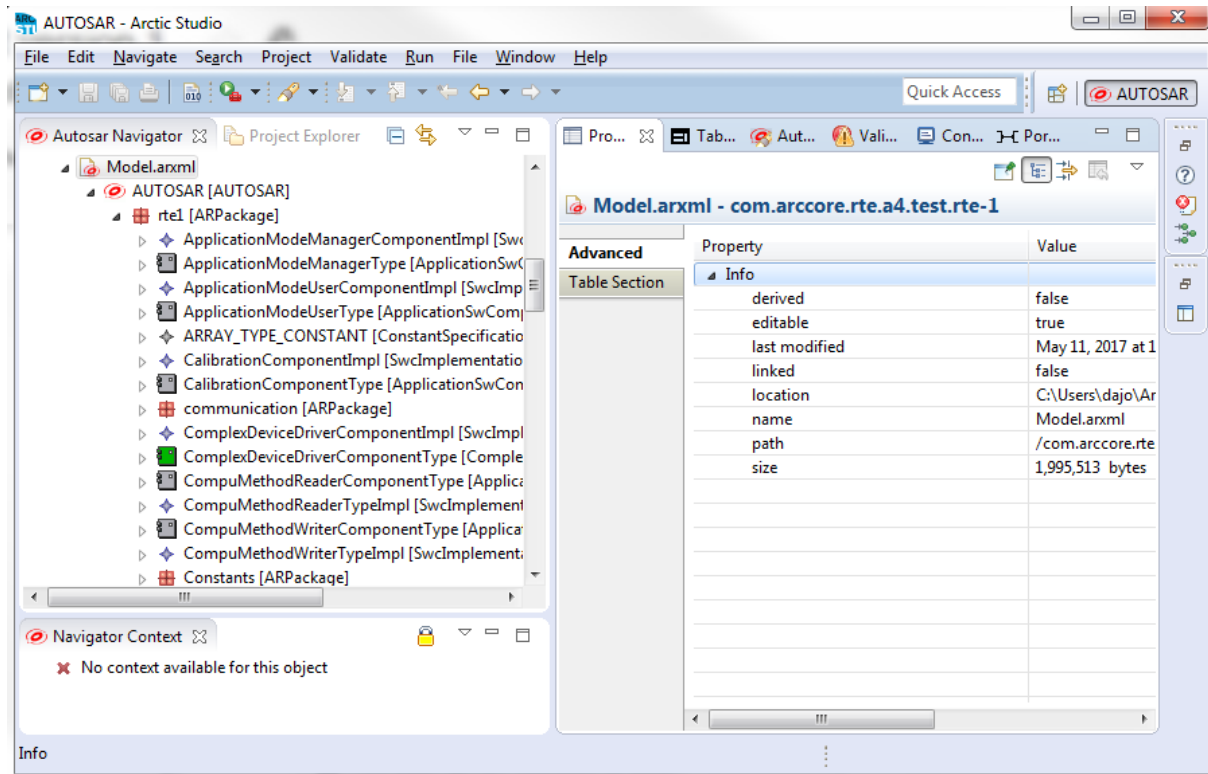 AUTOSAR - Arctic Studio
File Edit Navigate Search Project Validate Run File Window Help
Quick Access
AUTOSAR
Autosar Navigator
Project Explorer
Model.arxml
AUTOSAR [AUTOSAR]
rte1 [ARPackage]
ApplicationModeManagerComponentImpl [Swc
ApplicationModeManagerType [ApplicationSwC
ApplicationModeUserComponentImpl [SwcImp
ApplicationModeUserType [ApplicationSwComp
ARRAY_TYPE_CONSTANT [ConstantSpecificatio
CalibrationComponentImpl [SwcImplementatio
CalibrationComponentType [ApplicationSwCon
communication [ARPackage]
ComplexDeviceDriverComponentImpl [SwcImpl
ComplexDeviceDriverComponentType [Comple
CompuMethodReaderComponentType [Applica
CompuMethodReaderTypeImpl [SwcImplement
CompuMethodWriterComponentType [Applica
CompuMethodWriterTypeImpl [SwcImplementa
Constants [ARPackage]
Navigator Context
No context available for this object
Pro... Tab... Aut... Vali... Con... Por...
Model.arxml - com.arccore.rte.a4.test.rte-1
Advanced
Table Section
Property Value
Info
derived false
editable true
last modified May 11, 2017 at 1
linked false
location C:\Users\dajo\Ar
name Model.arxml
path /com.arccore.rte
size 1,995,513 bytes
Info